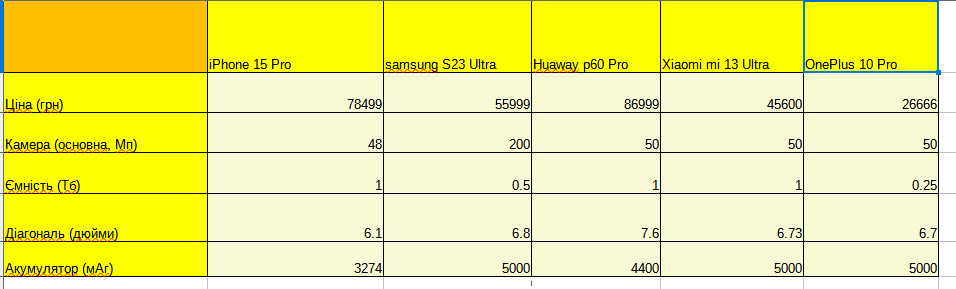 iPhone 15 Pro samsung S23 Ultra Huaway p60 Pro Xiaomi mi 13 Ultra OnePlus 10 Pro
Ціна (грн) 78499 55999 86999 45600 26666
Камера (основна, Мп) 48 200 50 50 50
Ємність (Тб) 1 0.5 1 1 0.25
Діагональ (дюйми) 6.1 6.8 7.6 6.73 6.7
Акумулятор (мАг) 3274 5000 4400 5000 5000